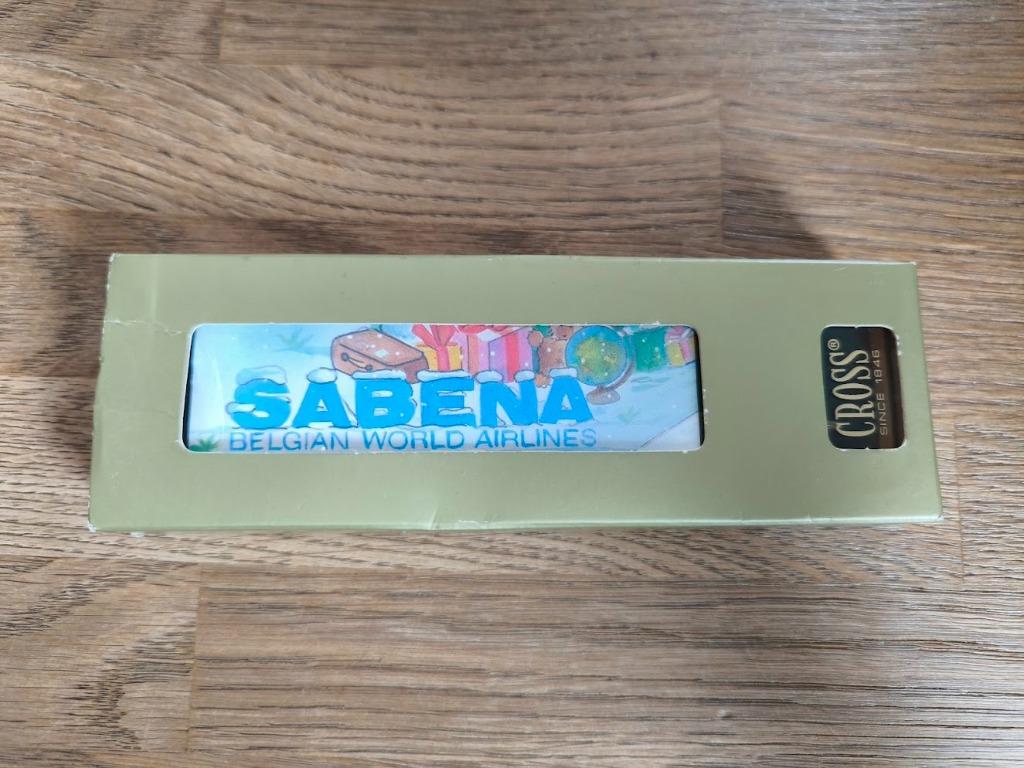 SABENA
BELGIAN WORLD AIRLINES
CROSS®
SINCE 1846